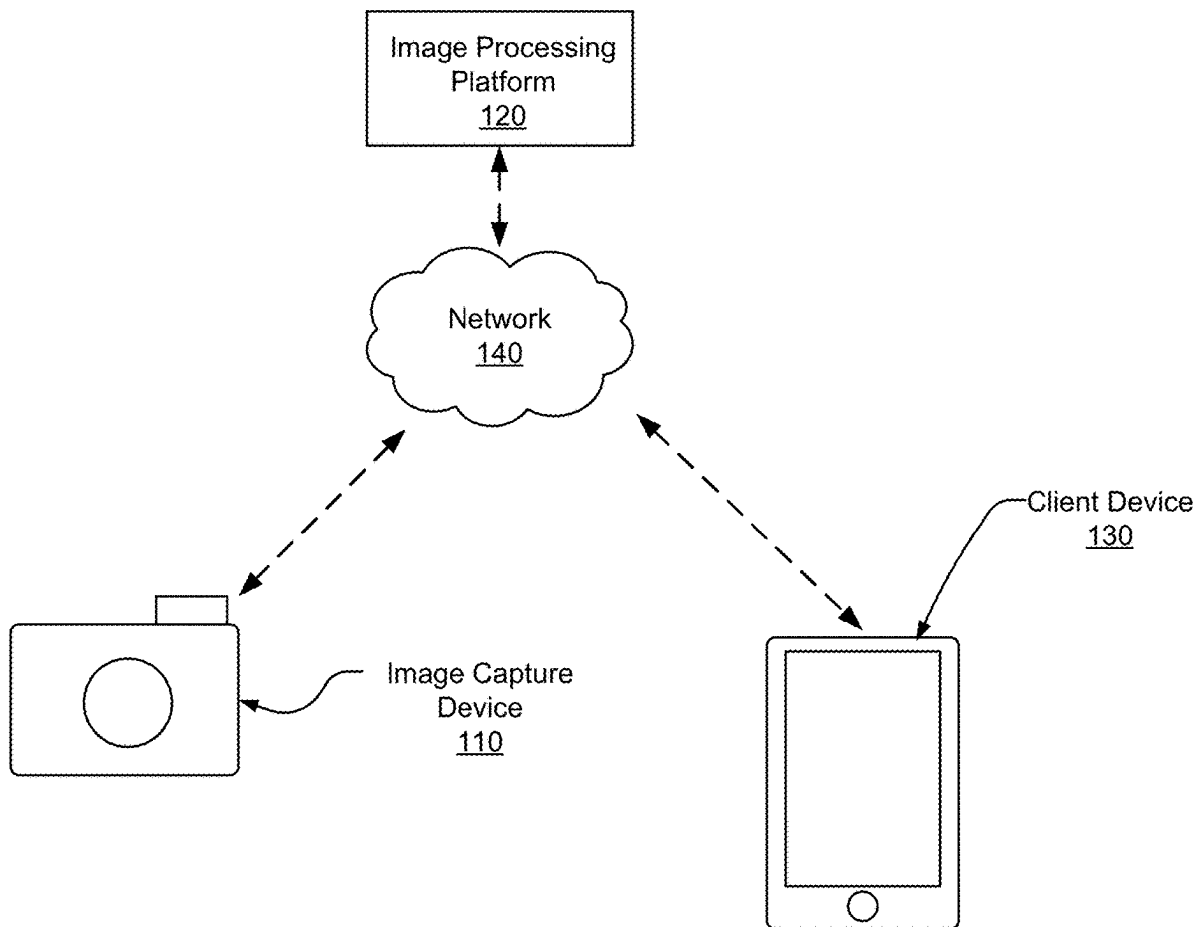 Image Processing
Platform
120
Network
140
Client Device
130
Image Capture
Device
110